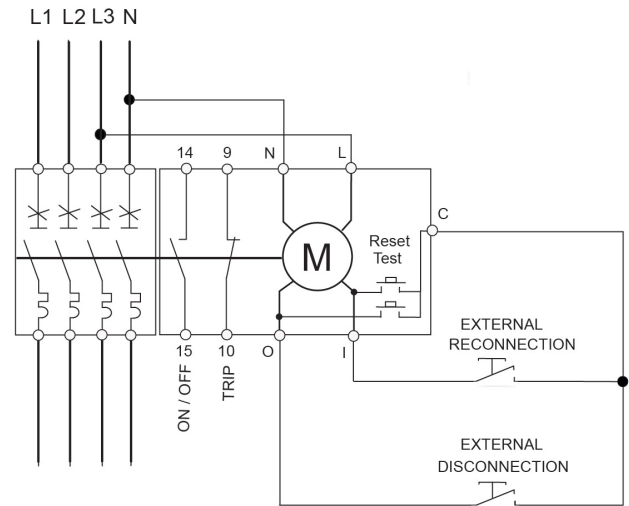 L1 L2 L3 N
14 9 N L
C
Reset
Test
M
15 10 O I
ON / OFF
TRIP
EXTERNAL
RECONNECTION
EXTERNAL
DISCONNECTION